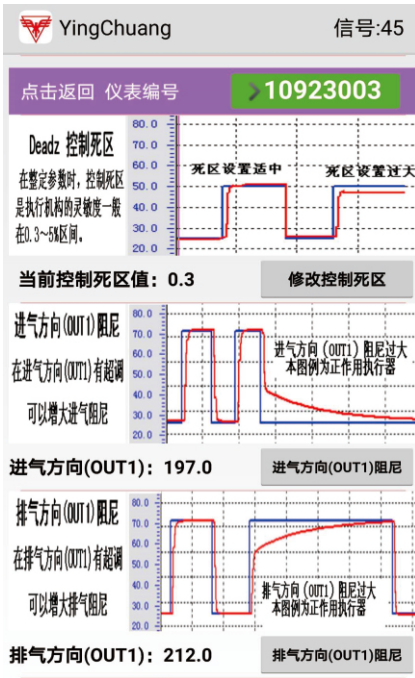 YingChuang 信号:45
点击返回 仪表编号 10923003
Deadz 控制死区
在整定参数时，控制死区
是执行机构的灵敏度一般
在0.3~5%区间。
80.0
70.0
60.0
50.0
40.0
30.0
20.0
死区设置适中 死区设置过大
当前控制死区值：0.3 修改控制死区
进气方向(OUT1)阻尼
在进气方向(OUT1)有超调
可以增大进气阻尼
80.0
70.0
60.0
50.0
40.0
30.0
20.0
进气方向（OUT1）阻尼过大
本图例为正作用执行器
进气方向(OUT1)：197.0 进气方向(OUT1)阻尼
排气方向(OUT1)阻尼
在排气方向(OUT1)有超调
可以增大排气阻尼
80.0
70.0
60.0
50.0
40.0
30.0
20.0
排气方向（OUT1）阻尼过大
本图例为正作用执行器
排气方向(OUT1)：212.0 排气方向(OUT1)阻尼